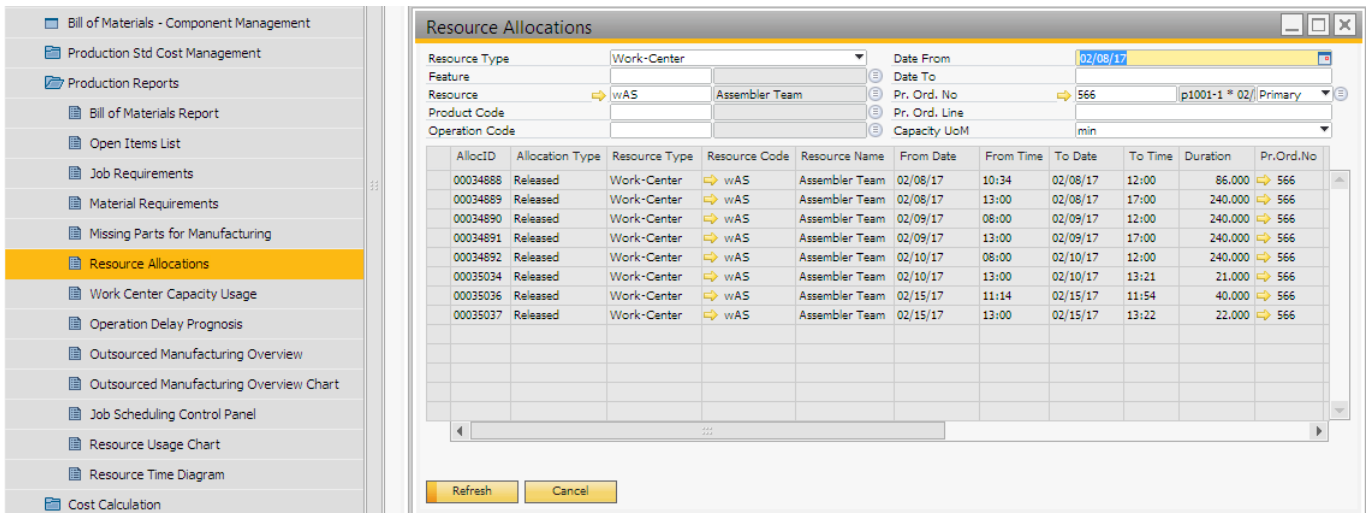 Bill of Materials - Component Management
Production Std Cost Management
Production Reports
Bill of Materials Report
Open Items List
Job Requirements
Material Requirements
Missing Parts for Manufacturing
Resource Allocations
Work Center Capacity Usage
Operation Delay Prognosis
Outsourced Manufacturing Overview
Outsourced Manufacturing Overview Chart
Job Scheduling Control Panel
Resource Usage Chart
Resource Time Diagram
Cost Calculation
Resource Allocations
Resource Type Work-Center Date From 02/08/17
Feature Date To
Resource wAS Assembler Team Pr. Ord. No 566 p1001-1 * 02/ Primary
Product Code Pr. Ord. Line
Operation Code Capacity UoM min
AllocID Allocation Type Resource Type Resource Code Resource Name From Date From Time To Date To Time Duration Pr.Ord.No
00034888 Released Work-Center wAS Assembler Team 02/08/17 10:34 02/08/17 12:00 86.000 566
00034889 Released Work-Center wAS Assembler Team 02/08/17 13:00 02/08/17 17:00 240.000 566
00034890 Released Work-Center wAS Assembler Team 02/09/17 08:00 02/09/17 12:00 240.000 566
00034891 Released Work-Center wAS Assembler Team 02/09/17 13:00 02/09/17 17:00 240.000 566
00034892 Released Work-Center wAS Assembler Team 02/10/17 08:00 02/10/17 12:00 240.000 566
00035034 Released Work-Center wAS Assembler Team 02/10/17 13:00 02/10/17 13:21 21.000 566
00035036 Released Work-Center wAS Assembler Team 02/15/17 11:14 02/15/17 11:54 40.000 566
00035037 Released Work-Center wAS Assembler Team 02/15/17 13:00 02/15/17 13:22 22.000 566
Refresh Cancel